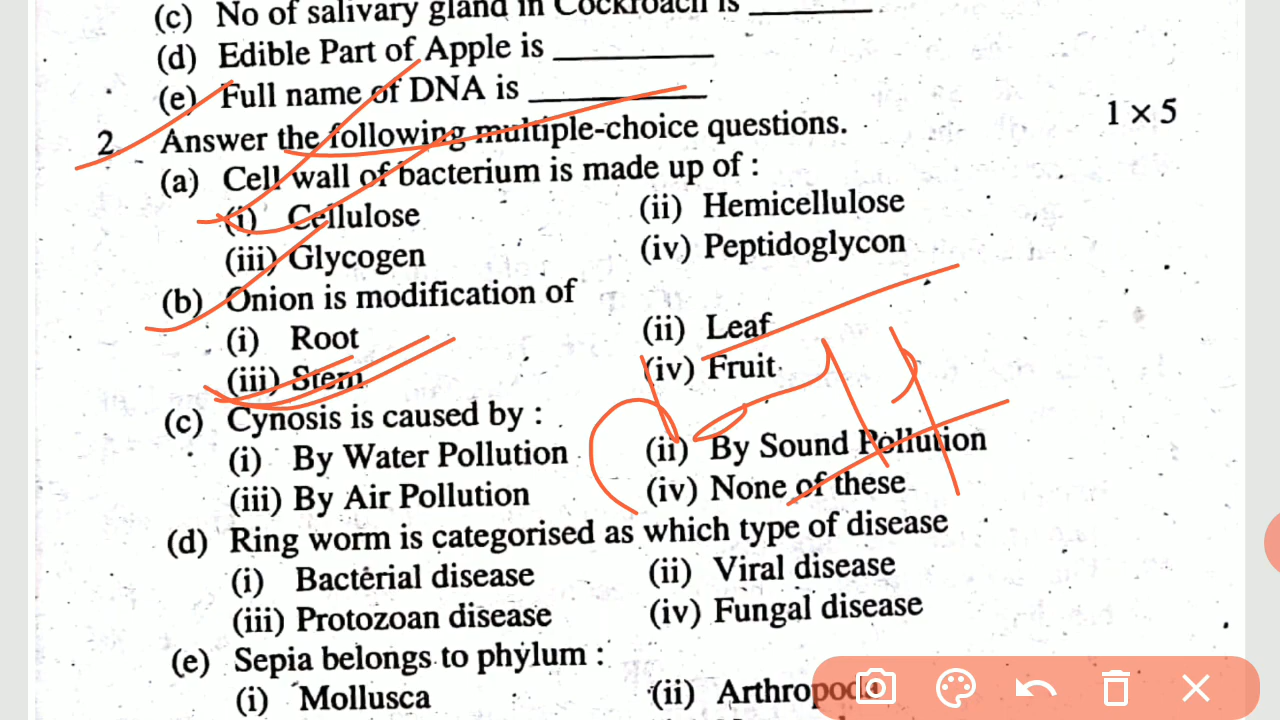 (c) No of salivary gland in Cockroach is ________
(d) Edible Part of Apple is ________
(e) Full name of DNA is ________
2 Answer the following multiple-choice questions. 1 × 5
(a) Cell wall of bacterium is made up of :
(i) Cellulose (ii) Hemicellulose
(iii) Glycogen (iv) Peptidoglycon
(b) Onion is modification of
(i) Root (ii) Leaf
(iii) Stem (iv) Fruit
(c) Cynosis is caused by :
(i) By Water Pollution (ii) By Sound Pollution
(iii) By Air Pollution (iv) None of these
(d) Ring worm is categorised as which type of disease
(i) Bacterial disease (ii) Viral disease
(iii) Protozoan disease (iv) Fungal disease
(e) Sepia belongs to phylum :
(i) Mollusca (ii) Arthropoda